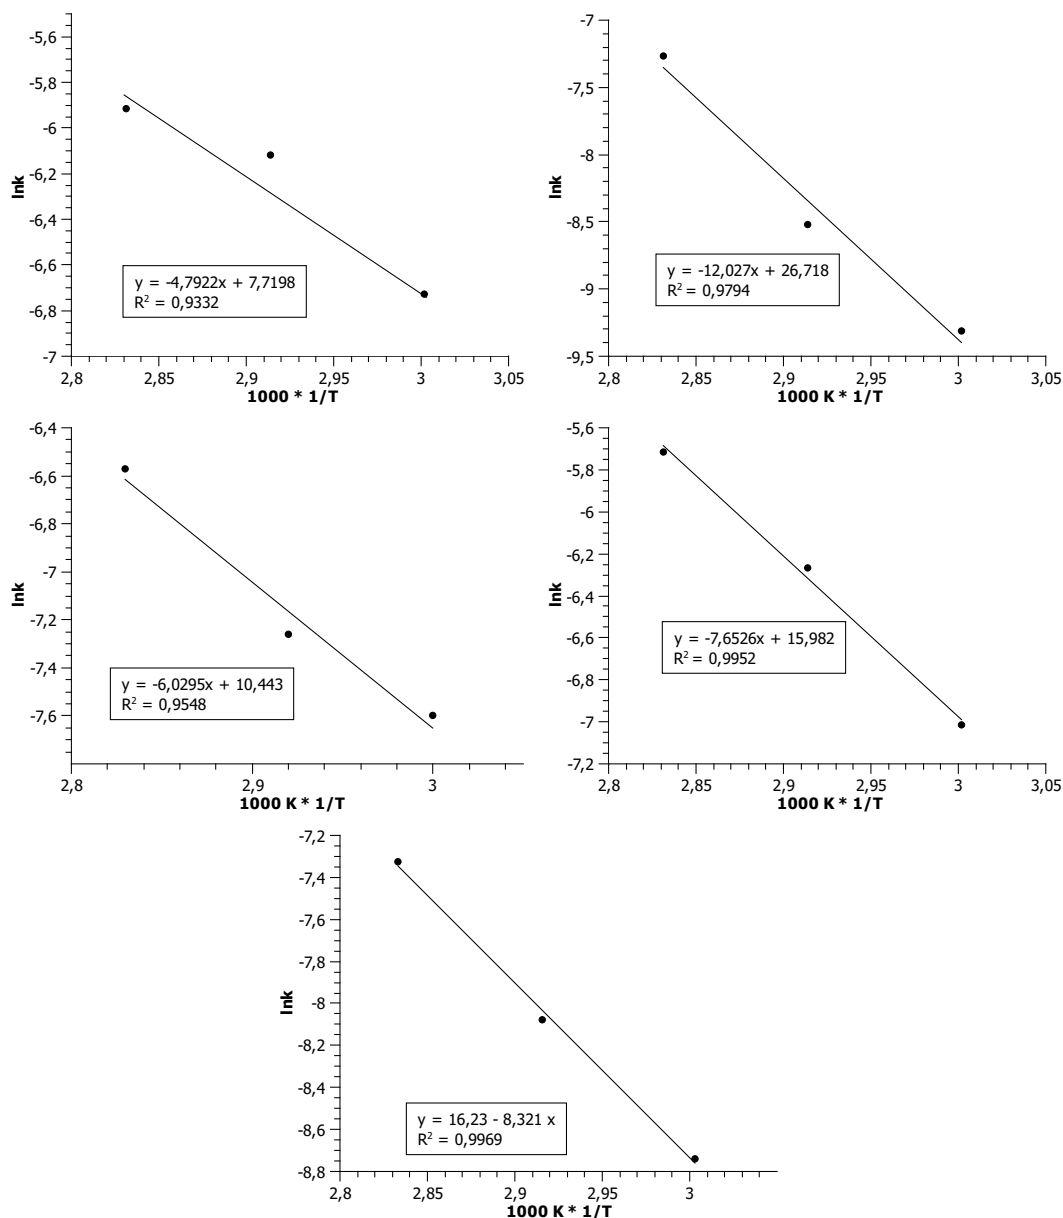 -5,6
-5,8
-6
-6,2
-6,4
-6,6
-6,8
-7
lnk
y = -4,7922x + 7,7198
R² = 0,9332
2,8 2,85 2,9 2,95 3 3,05
1000 * 1/T
-7
-7,5
-8
-8,5
-9
-9,5
lnk
y = -12,027x + 26,718
R² = 0,9794
2,8 2,85 2,9 2,95 3 3,05
1000 K * 1/T
-6,4
-6,6
-6,8
-7
-7,2
-7,4
-7,6
lnk
y = -6,0295x + 10,443
R² = 0,9548
2,8 2,9 3
1000 K * 1/T
-5,6
-5,8
-6
-6,2
-6,4
-6,6
-6,8
-7
-7,2
lnk
y = -7,6526x + 15,982
R² = 0,9952
2,8 2,85 2,9 2,95 3 3,05
1000 K * 1/T
-7,2
-7,4
-7,6
-7,8
-8
-8,2
-8,4
-8,6
-8,8
lnk
y = 16,23 - 8,321 x
R² = 0,9969
2,8 2,85 2,9 2,95 3
1000 K * 1/T